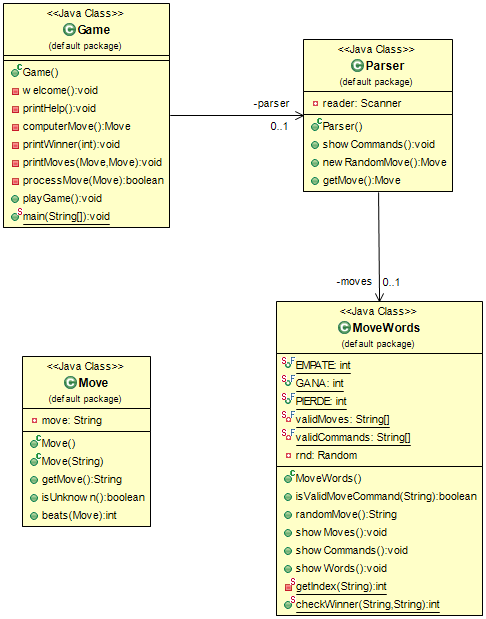 <<Java Class>>
Game
(default package)
Game()
welcome():void
printHelp():void
computerMove():Move
printWinner(int):void
printMoves(Move,Move):void
processMove(Move):boolean
playGame():void
main(String[]):void
-parser
0..1
<<Java Class>>
Parser
(default package)
reader: Scanner
Parser()
showCommands():void
newRandomMove():Move
getMove():Move
-moves
0..1
<<Java Class>>
Move
(default package)
move: String
Move()
Move(String)
getMove():String
isUnknown():boolean
beats(Move):int
<<Java Class>>
MoveWords
(default package)
EMPATE: int
GANA: int
PIERDE: int
validMoves: String[]
validCommands: String[]
rnd: Random
MoveWords()
isValidMoveCommand(String):boolean
randomMove():String
showMoves():void
showCommands():void
showWords():void
getIndex(String):int
checkWinner(String,String):int